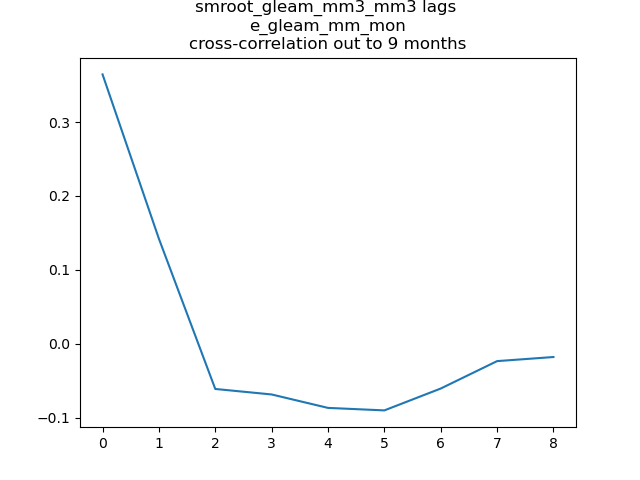 smroot_gleam_mm3_mm3 lags
e_gleam_mm_mon
cross-correlation out to 9 months
0.3
0.2
0.1
0.0
−0.1
0 1 2 3 4 5 6 7 8